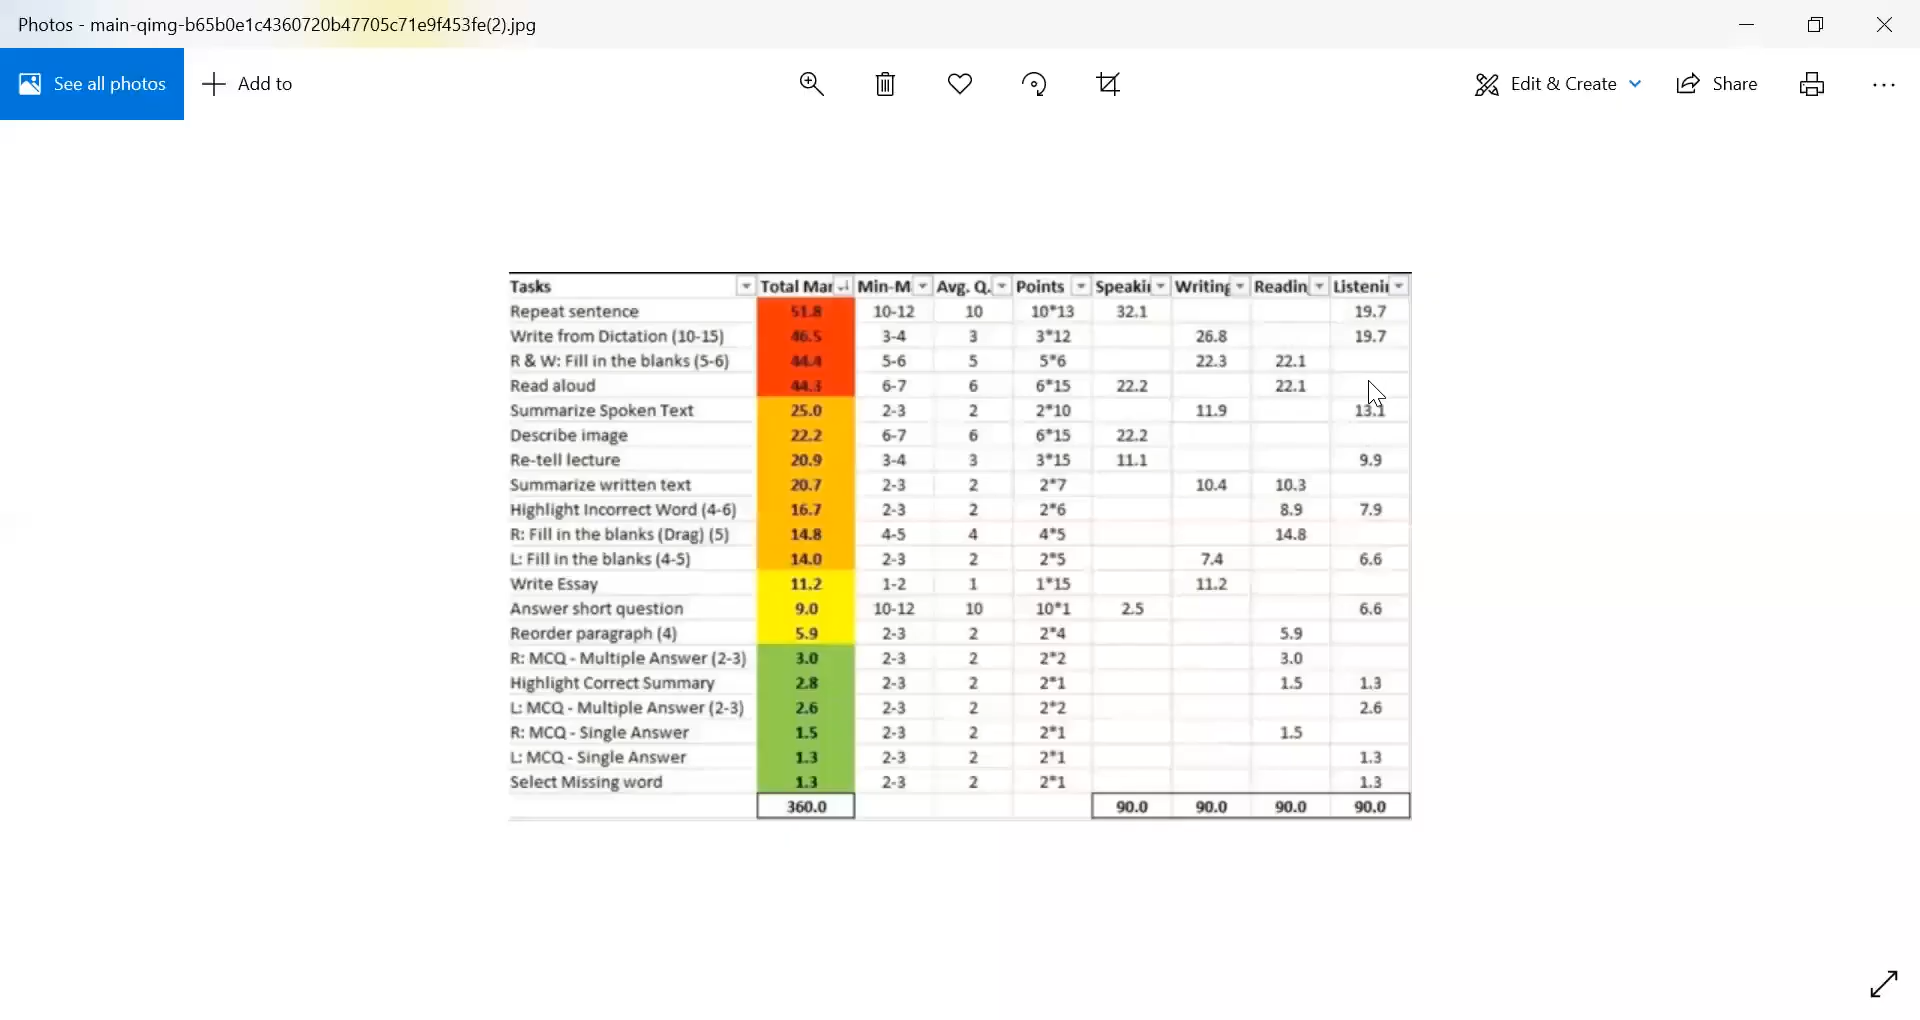 Photos - main-qimg-b65b0e1c4360720b47705c71e9f453fe(2).jpg
See all photos Add to Edit & Create Share
Tasks Total Mar Min-M Avg. Q. Points Speakin Writing Readin Listenin
Repeat sentence 51.8 10-12 10 10*13 32.1 19.7
Write from Dictation (10-15) 46.5 3-4 3 3*12 26.8 19.7
R & W: Fill in the blanks (5-6) 44.4 5-6 5 5*6 22.3 22.1
Read aloud 44.3 6-7 6 6*15 22.2 22.1
Summarize Spoken Text 25.0 2-3 2 2*10 11.9 13.1
Describe image 22.2 6-7 6 6*15 22.2
Re-tell lecture 20.9 3-4 3 3*15 11.1 9.9
Summarize written text 20.7 2-3 2 2*7 10.4 10.3
Highlight Incorrect Word (4-6) 16.7 2-3 2 2*6 8.9 7.9
R: Fill in the blanks (Drag) (5) 14.8 4-5 4 4*5 14.8
L: Fill in the blanks (4-5) 14.0 2-3 2 2*5 7.4 6.6
Write Essay 11.2 1-2 1 1*15 11.2
Answer short question 9.0 10-12 10 10*1 2.5 6.6
Reorder paragraph (4) 5.9 2-3 2 2*4 5.9
R: MCQ - Multiple Answer (2-3) 3.0 2-3 2 2*2 3.0
Highlight Correct Summary 2.8 2-3 2 2*1 1.5 1.3
L: MCQ - Multiple Answer (2-3) 2.6 2-3 2 2*2 2.6
R: MCQ - Single Answer 1.5 2-3 2 2*1 1.5
L: MCQ - Single Answer 1.3 2-3 2 2*1 1.3
Select Missing word 1.3 2-3 2 2*1 1.3
360.0 90.0 90.0 90.0 90.0